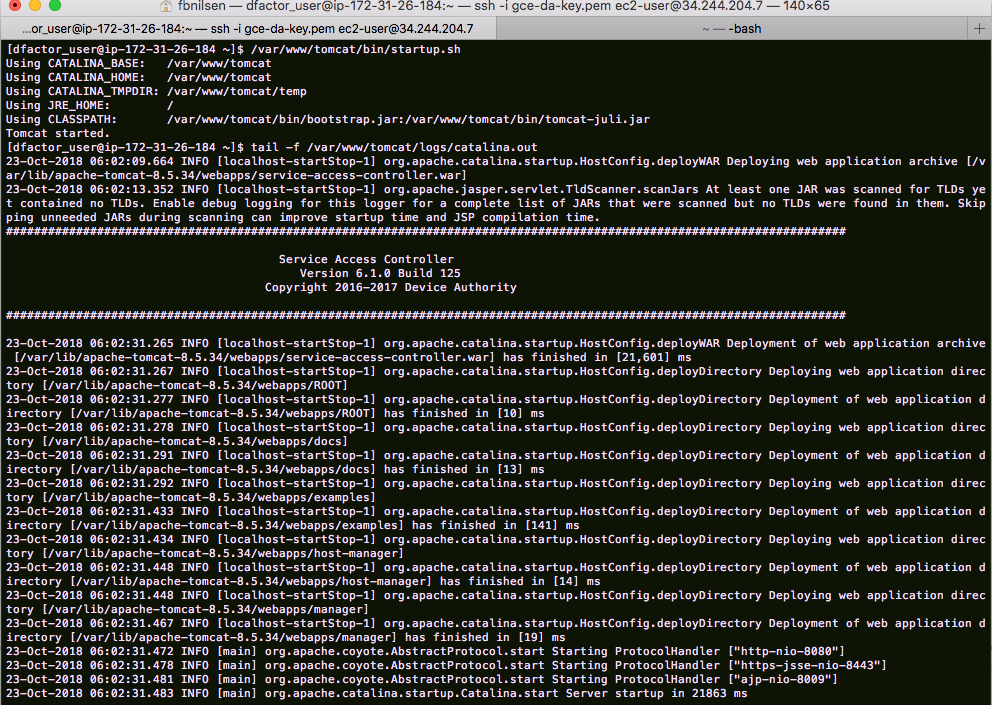 fbnilsen — dfactor_user@ip-172-31-26-184:~ — ssh -i gce-da-key.pem ec2-user@34.244.204.7 — 140×65
...or_user@ip-172-31-26-184:~ — ssh -i gce-da-key.pem ec2-user@34.244.204.7 ~ — -bash +
[dfactor_user@ip-172-31-26-184 ~]$ /var/www/tomcat/bin/startup.sh
Using CATALINA_BASE:   /var/www/tomcat
Using CATALINA_HOME:   /var/www/tomcat
Using CATALINA_TMPDIR: /var/www/tomcat/temp
Using JRE_HOME:        /
Using CLASSPATH:       /var/www/tomcat/bin/bootstrap.jar:/var/www/tomcat/bin/tomcat-juli.jar
Tomcat started.
[dfactor_user@ip-172-31-26-184 ~]$ tail -f /var/www/tomcat/logs/catalina.out
23-Oct-2018 06:02:09.664 INFO [localhost-startStop-1] org.apache.catalina.startup.HostConfig.deployWAR Deploying web application archive [/v
ar/lib/apache-tomcat-8.5.34/webapps/service-access-controller.war]
23-Oct-2018 06:02:13.352 INFO [localhost-startStop-1] org.apache.jasper.servlet.TldScanner.scanJars At least one JAR was scanned for TLDs ye
t contained no TLDs. Enable debug logging for this logger for a complete list of JARs that were scanned but no TLDs were found in them. Skip
ping unneeded JARs during scanning can improve startup time and JSP compilation time.
########################################################################################################################
Service Access Controller
Version 6.1.0 Build 125
Copyright 2016-2017 Device Authority
########################################################################################################################
23-Oct-2018 06:02:31.265 INFO [localhost-startStop-1] org.apache.catalina.startup.HostConfig.deployWAR Deployment of web application archive
[/var/lib/apache-tomcat-8.5.34/webapps/service-access-controller.war] has finished in [21,601] ms
23-Oct-2018 06:02:31.267 INFO [localhost-startStop-1] org.apache.catalina.startup.HostConfig.deployDirectory Deploying web application direc
tory [/var/lib/apache-tomcat-8.5.34/webapps/ROOT]
23-Oct-2018 06:02:31.277 INFO [localhost-startStop-1] org.apache.catalina.startup.HostConfig.deployDirectory Deployment of web application d
irectory [/var/lib/apache-tomcat-8.5.34/webapps/ROOT] has finished in [10] ms
23-Oct-2018 06:02:31.278 INFO [localhost-startStop-1] org.apache.catalina.startup.HostConfig.deployDirectory Deploying web application direc
tory [/var/lib/apache-tomcat-8.5.34/webapps/docs]
23-Oct-2018 06:02:31.291 INFO [localhost-startStop-1] org.apache.catalina.startup.HostConfig.deployDirectory Deployment of web application d
irectory [/var/lib/apache-tomcat-8.5.34/webapps/docs] has finished in [13] ms
23-Oct-2018 06:02:31.292 INFO [localhost-startStop-1] org.apache.catalina.startup.HostConfig.deployDirectory Deploying web application direc
tory [/var/lib/apache-tomcat-8.5.34/webapps/examples]
23-Oct-2018 06:02:31.433 INFO [localhost-startStop-1] org.apache.catalina.startup.HostConfig.deployDirectory Deployment of web application d
irectory [/var/lib/apache-tomcat-8.5.34/webapps/examples] has finished in [141] ms
23-Oct-2018 06:02:31.434 INFO [localhost-startStop-1] org.apache.catalina.startup.HostConfig.deployDirectory Deploying web application direc
tory [/var/lib/apache-tomcat-8.5.34/webapps/host-manager]
23-Oct-2018 06:02:31.448 INFO [localhost-startStop-1] org.apache.catalina.startup.HostConfig.deployDirectory Deployment of web application d
irectory [/var/lib/apache-tomcat-8.5.34/webapps/host-manager] has finished in [14] ms
23-Oct-2018 06:02:31.448 INFO [localhost-startStop-1] org.apache.catalina.startup.HostConfig.deployDirectory Deploying web application direc
tory [/var/lib/apache-tomcat-8.5.34/webapps/manager]
23-Oct-2018 06:02:31.467 INFO [localhost-startStop-1] org.apache.catalina.startup.HostConfig.deployDirectory Deployment of web application d
irectory [/var/lib/apache-tomcat-8.5.34/webapps/manager] has finished in [19] ms
23-Oct-2018 06:02:31.472 INFO [main] org.apache.coyote.AbstractProtocol.start Starting ProtocolHandler ["http-nio-8080"]
23-Oct-2018 06:02:31.478 INFO [main] org.apache.coyote.AbstractProtocol.start Starting ProtocolHandler ["https-jsse-nio-8443"]
23-Oct-2018 06:02:31.481 INFO [main] org.apache.coyote.AbstractProtocol.start Starting ProtocolHandler ["ajp-nio-8009"]
23-Oct-2018 06:02:31.483 INFO [main] org.apache.catalina.startup.Catalina.start Server startup in 21863 ms